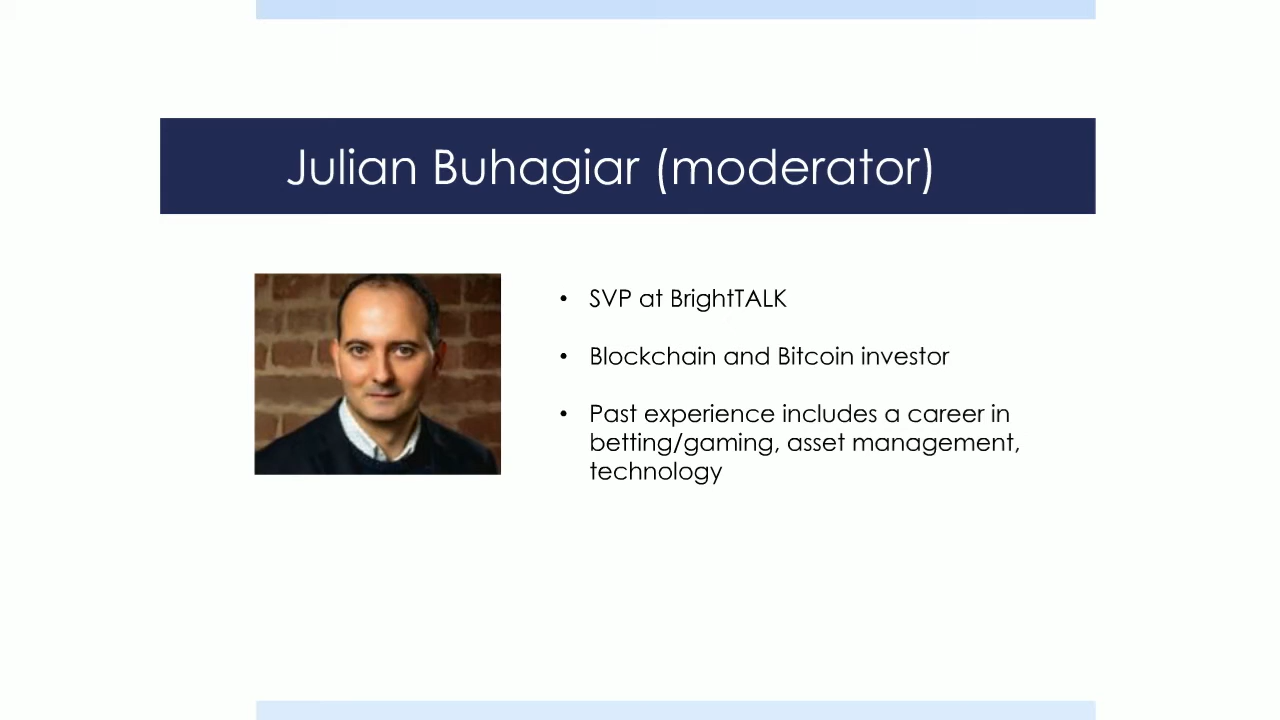 Julian Buhagiar (moderator)
• SVP at BrightTALK
• Blockchain and Bitcoin investor
• Past experience includes a career in
betting/gaming, asset management,
technology